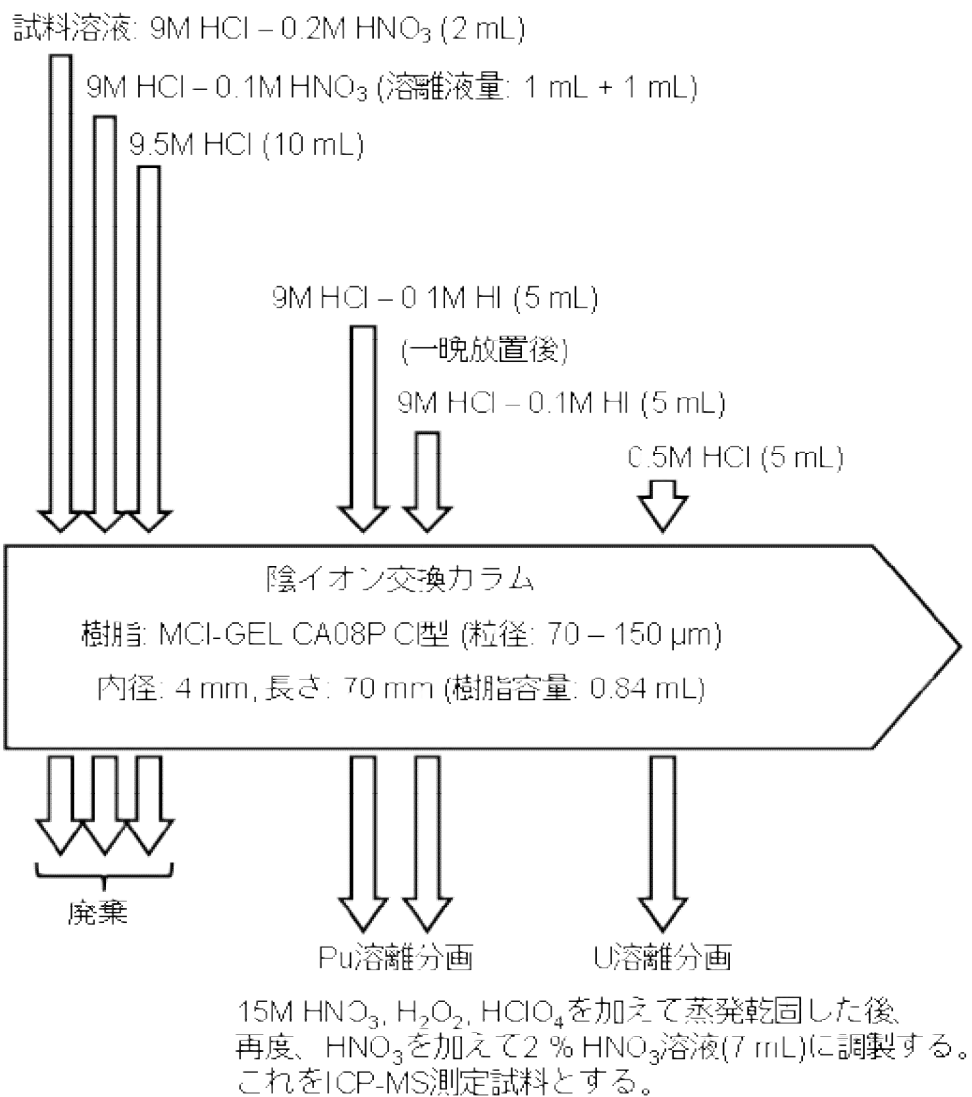 試料溶液: 9M HCl – 0.2M HNO₃ (2 mL)
9M HCl – 0.1M HNO₃ (溶離液量: 1 mL + 1 mL)
9.5M HCl (10 mL)
9M HCl – 0.1M HI (5 mL)
(一晩放置後)
9M HCl – 0.1M HI (5 mL)
0.5M HCl (5 mL)
陰イオン交換カラム
樹脂: MCI-GEL CA08P Cl型 (粒径: 70 – 150 μm)
内径: 4 mm, 長さ: 70 mm (樹脂容量: 0.84 mL)
廃棄
Pu溶離分画
U溶離分画
15M HNO₃, H₂O₂, HClO₄を加えて蒸発乾固した後、
再度、HNO₃を加えて2 % HNO₃溶液(7 mL)に調製する。
これをICP-MS測定試料とする。